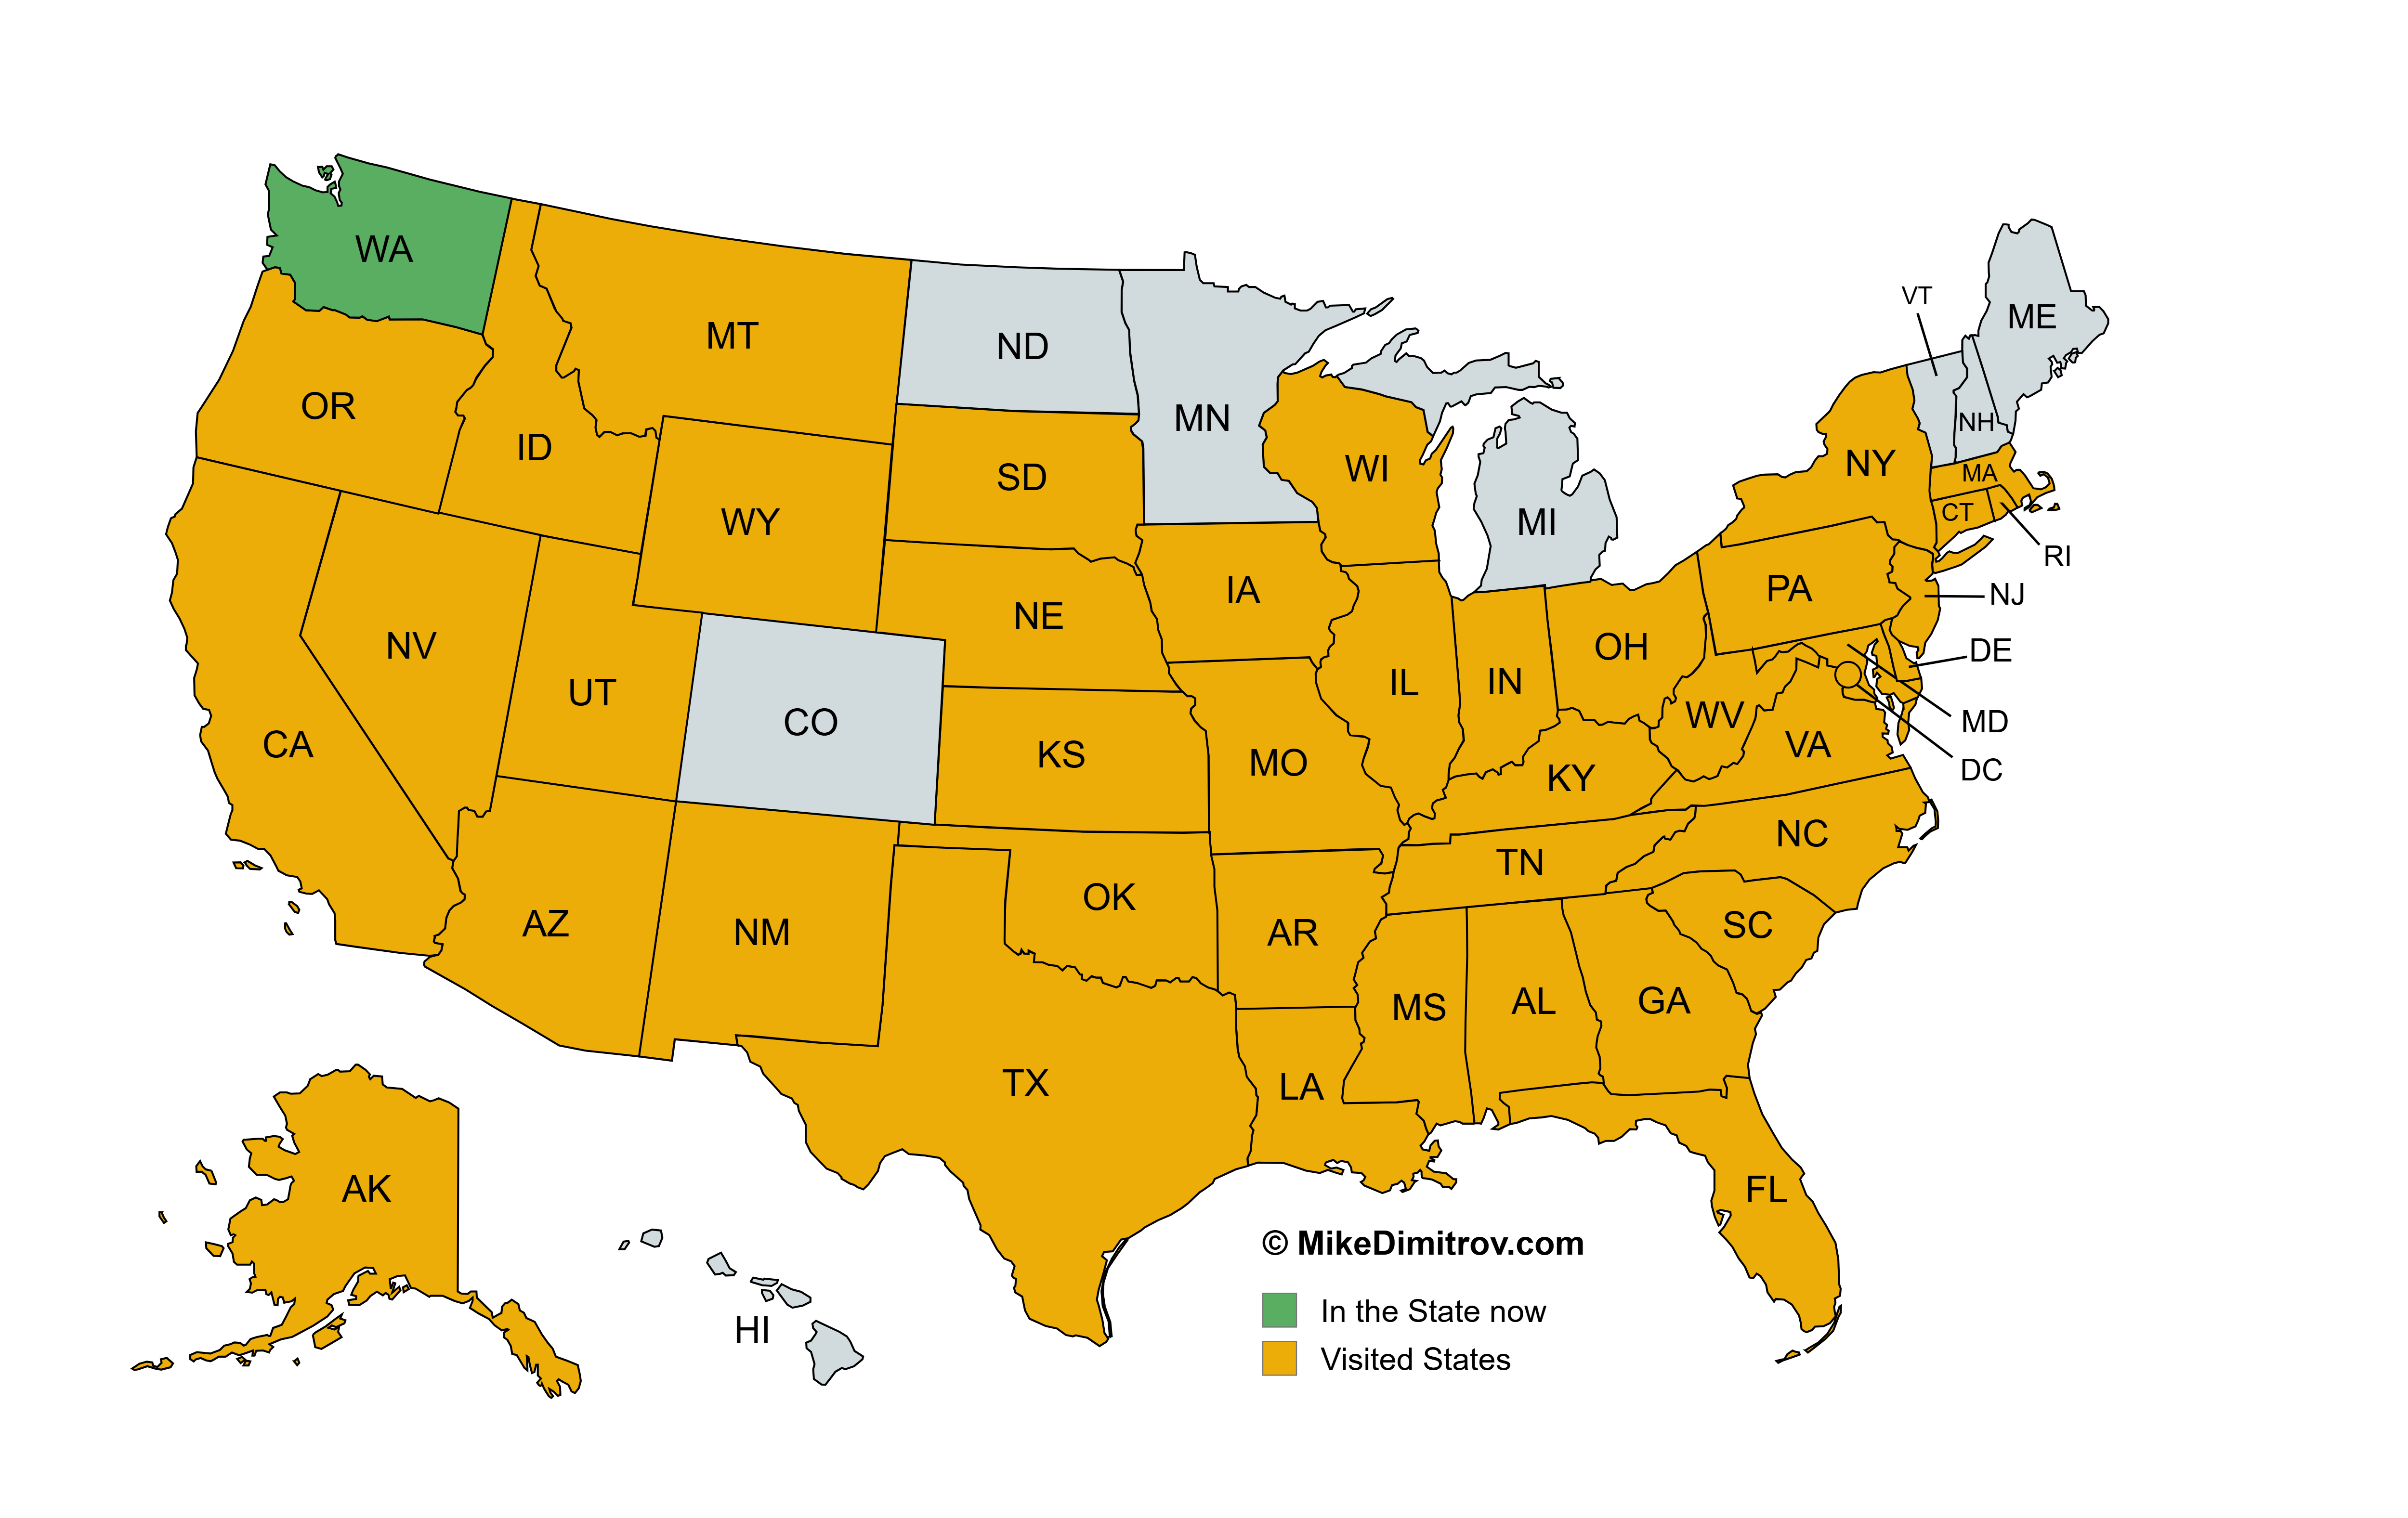 WA
MT
ND
MN
VT
ME
OR
ID
SD
WI
NH
NY
MA
CT
RI
WY
MI
IA
NE
PA
NJ
NV
UT
CO
KS
IL
IN
OH
DE
WV
MD
CA
MO
KY
VA
DC
NC
TN
AZ
NM
OK
AR
SC
MS
AL
GA
TX
LA
AK
FL
HI
© MikeDimitrov.com
In the State now
Visited States